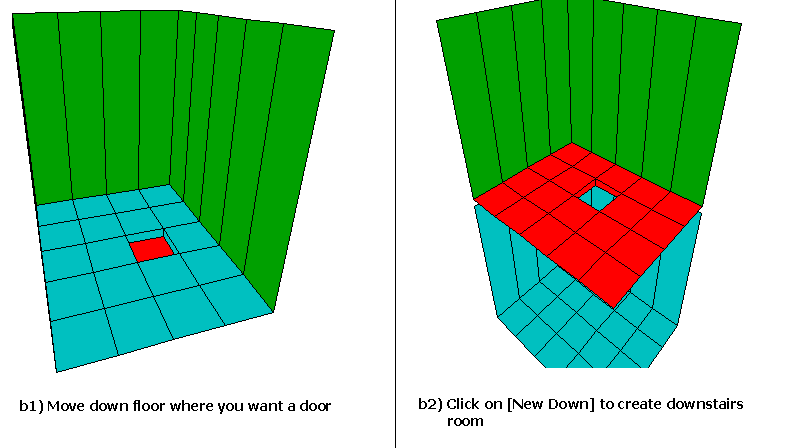 b1) Move down floor where you want a door
b2) Click on [New Down] to create downstairs
room